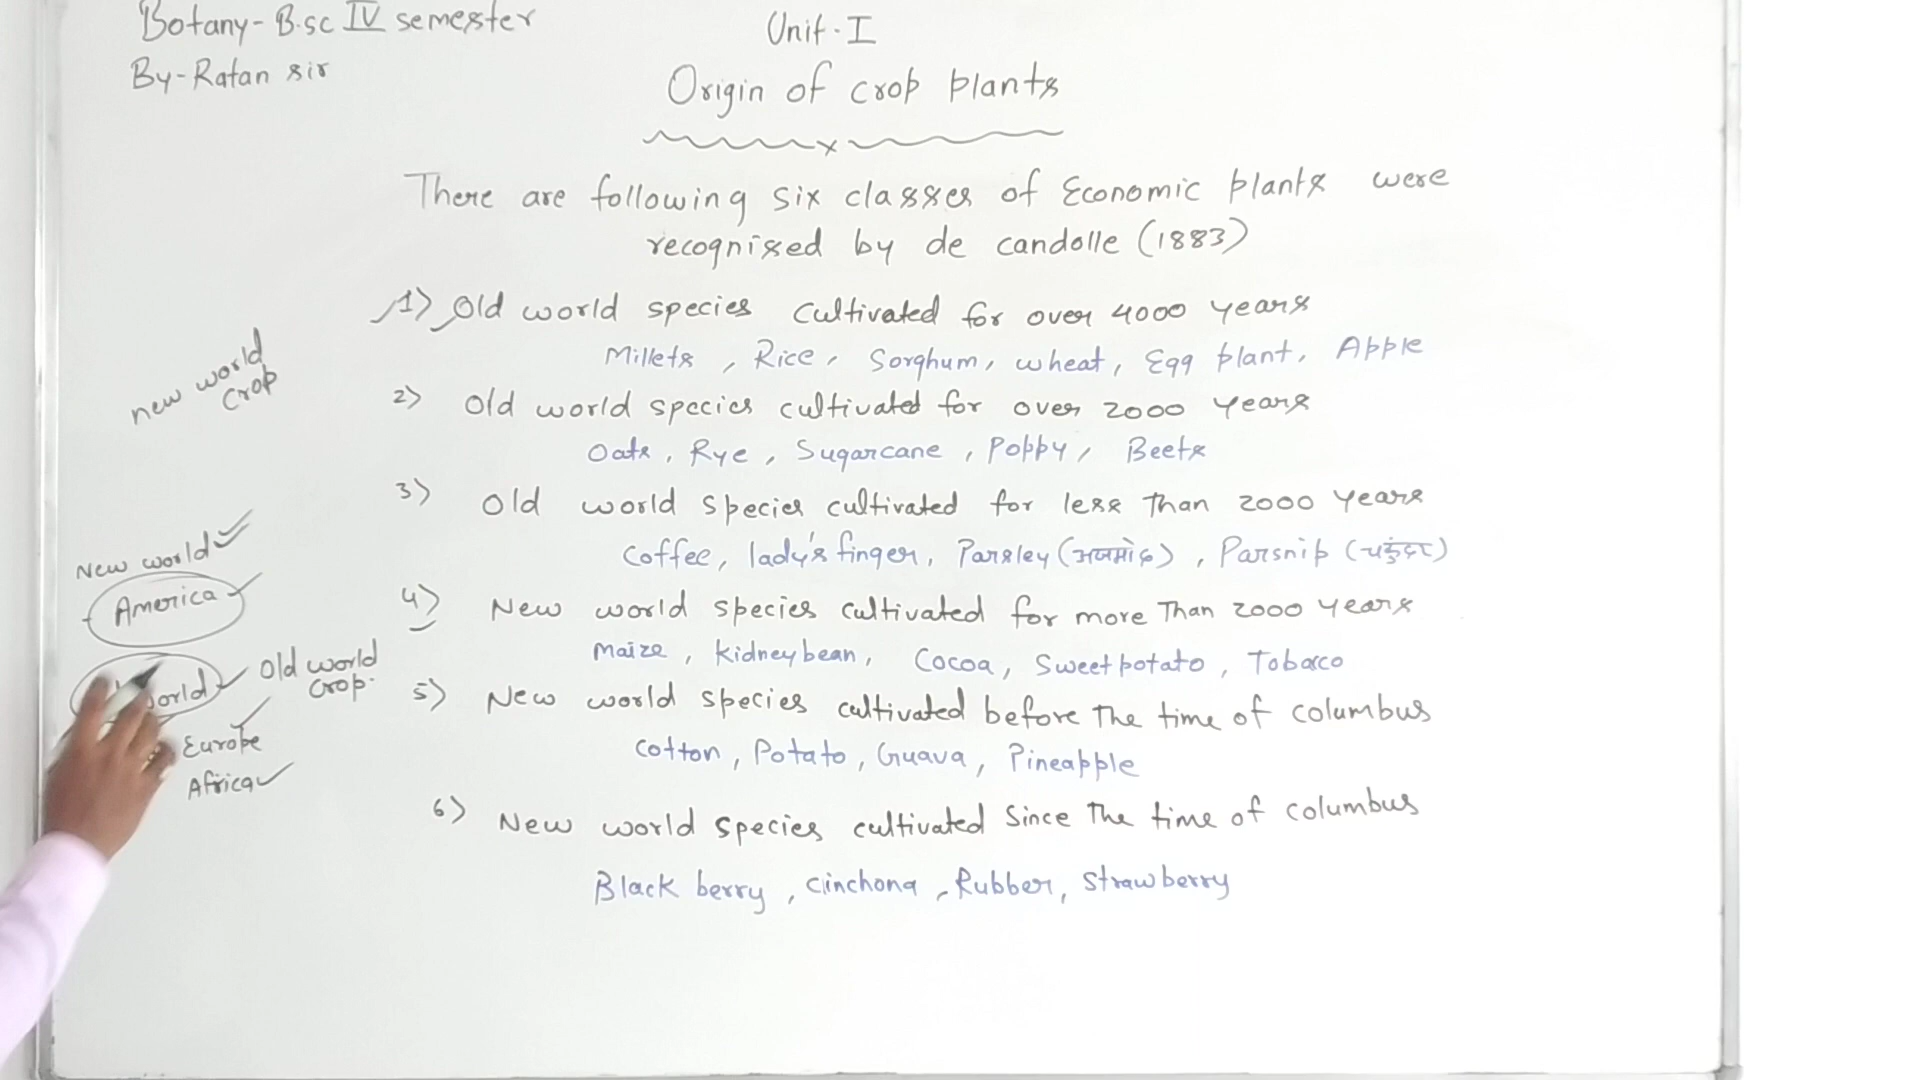 Botany-B.sc IV semester
By-Ratan sir
Unit-I
Origin of crop plants
There are following six classes of Economic plants were
recognised by de candolle (1883)
1) Old world species cultivated for over 4000 years
Millets, Rice, Sorghum, wheat, Egg plant, Apple
2) Old world species cultivated for over 2000 years
Oats, Rye, Sugarcane, Poppy, Beets
3) Old world species cultivated for less Than 2000 years
Coffee, lady's finger, Parsley (अजमोद), Parsnip
4) New world species cultivated for more Than 2000 years
Maize, Kidneybean, Cocoa, Sweetpotato, Tobacco
5) New world species cultivated before The time of columbus
Cotton, Potato, Guava, Pineapple
6) New world species cultivated Since The time of columbus
Black berry, Cinchona, Rubber, Strawberry
new world
crop
New world
America
world
Old world
crop.
Europe
Africa